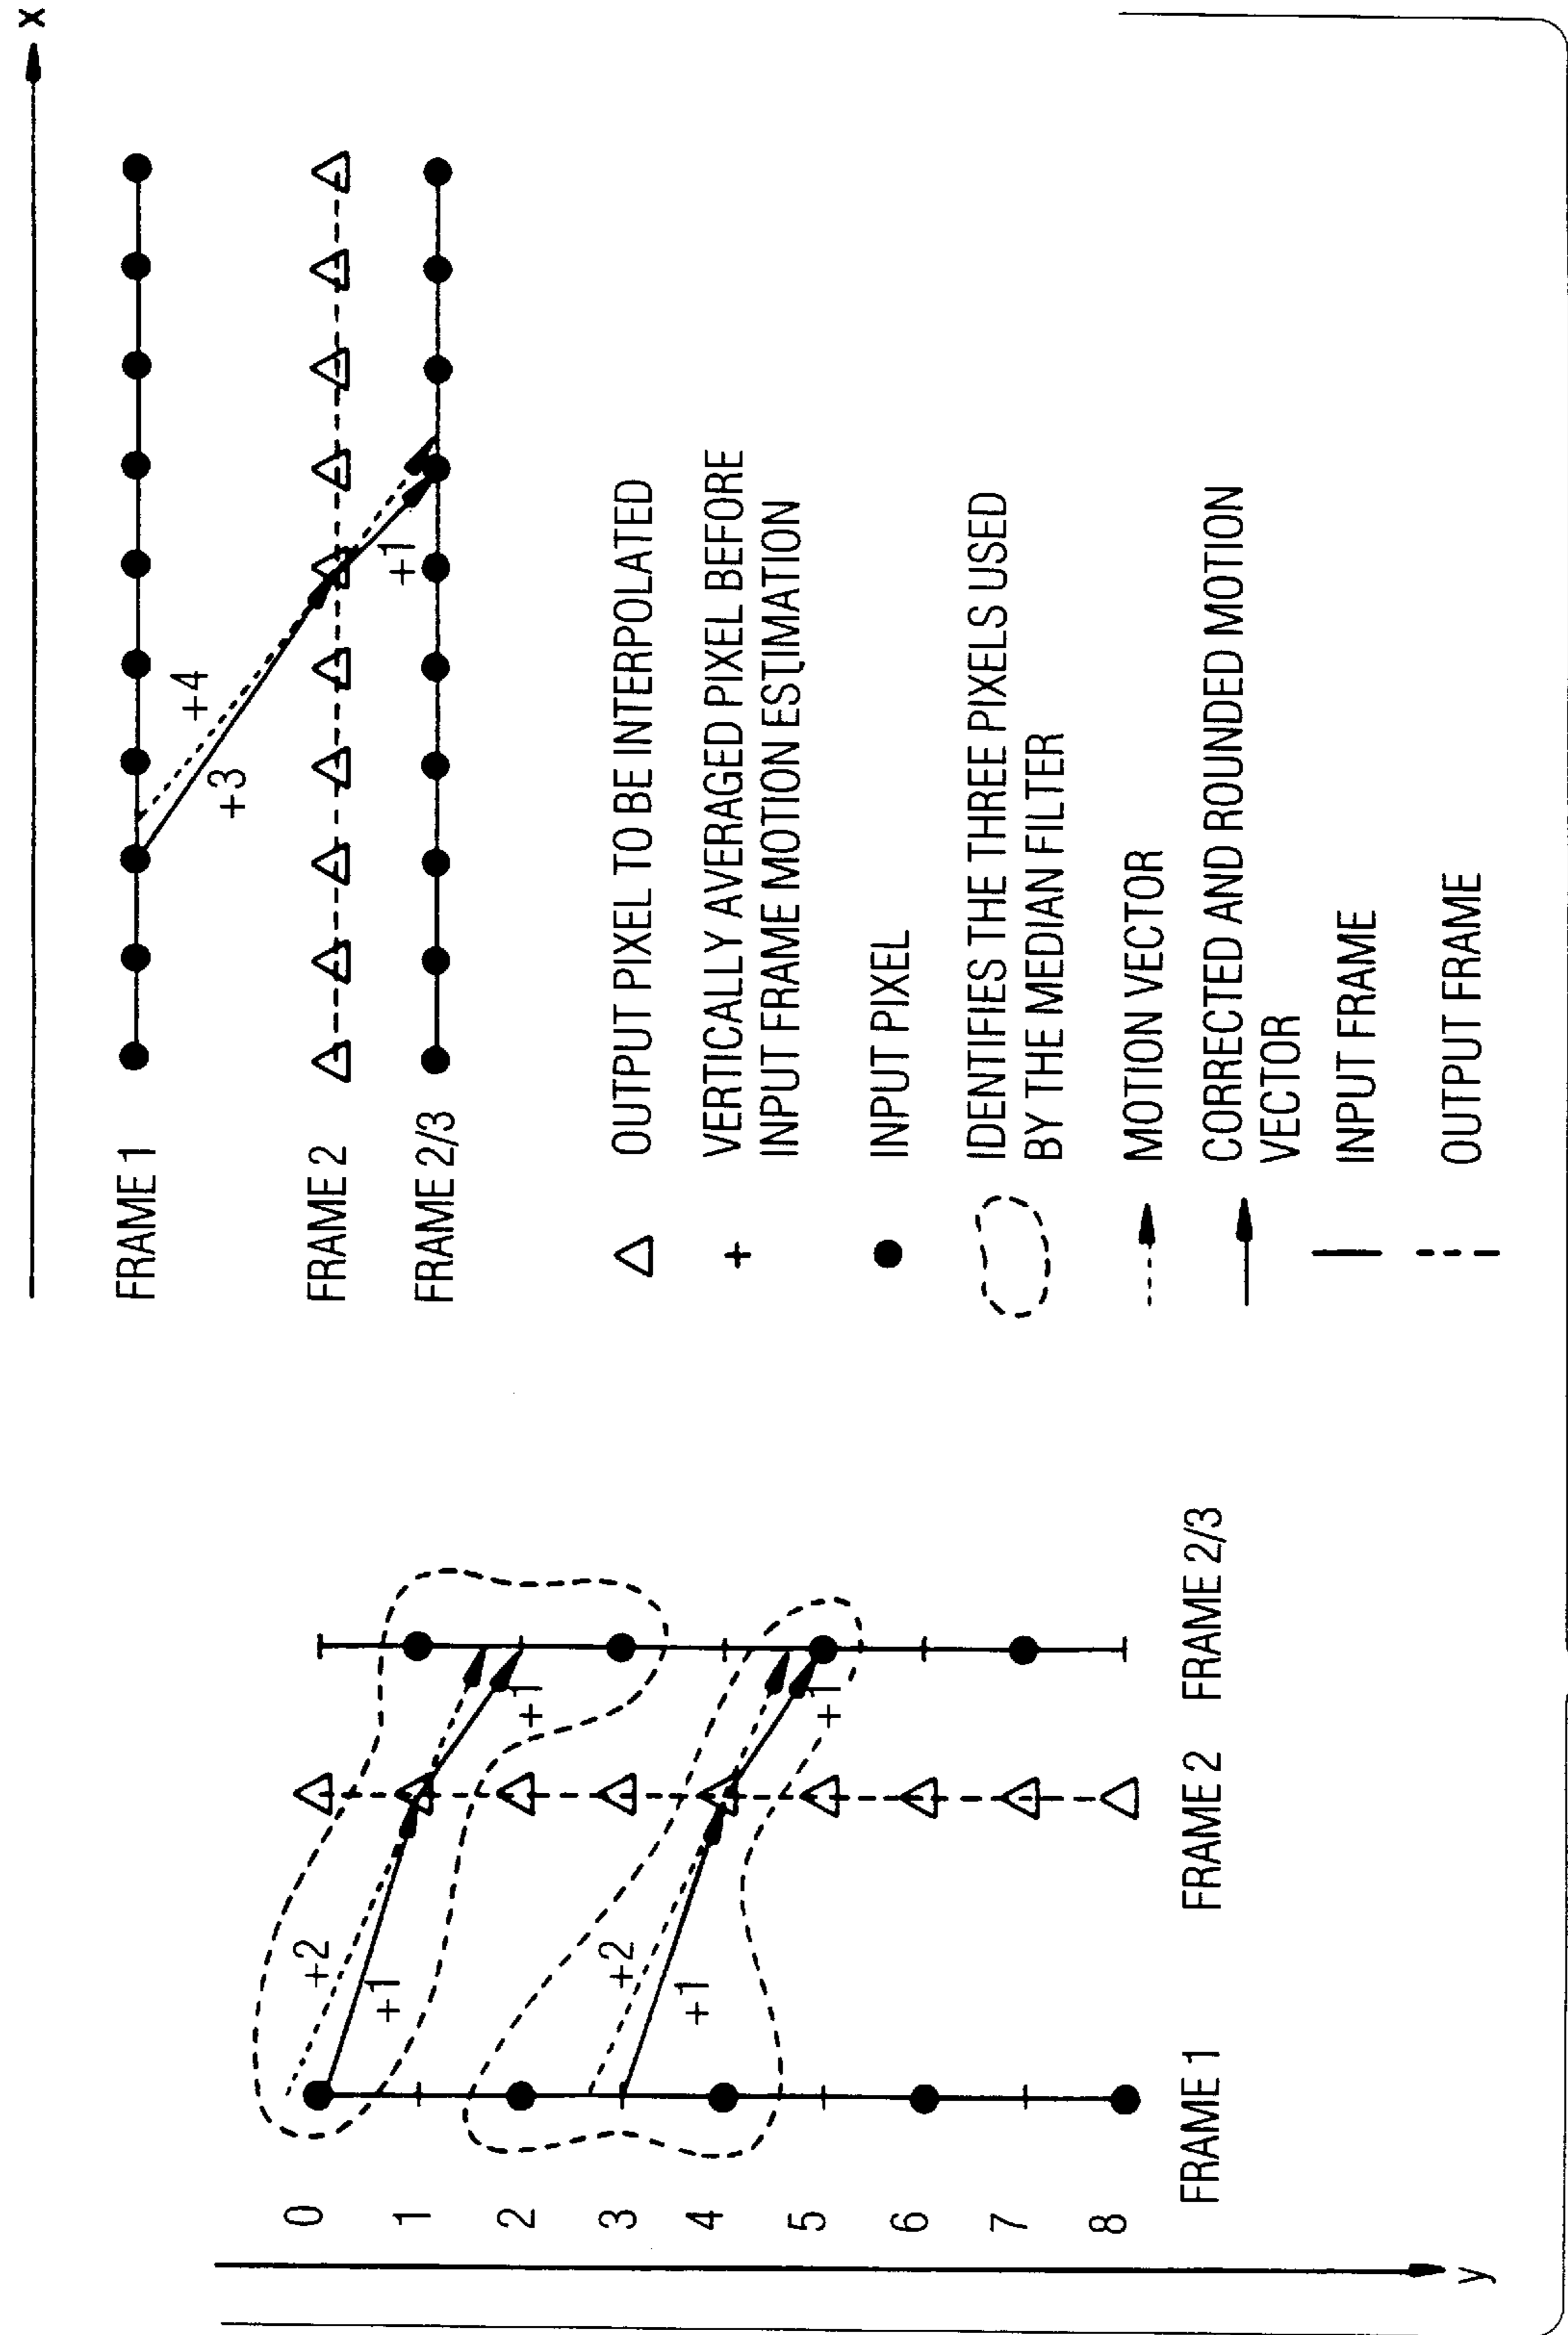 x
FRAME 1
+4
+3
FRAME 2
+1
FRAME 2/3
0
1
2
3
4
5
6
7
8
y
+2
+1
+1
+2
+1
+1
FRAME 1
FRAME 2
FRAME 2/3
OUTPUT PIXEL TO BE INTERPOLATED
+ VERTICALLY AVERAGED PIXEL BEFORE
INPUT FRAME MOTION ESTIMATION
INPUT PIXEL
IDENTIFIES THE THREE PIXELS USED
BY THE MEDIAN FILTER
MOTION VECTOR
CORRECTED AND ROUNDED MOTION
VECTOR
INPUT FRAME
OUTPUT FRAME